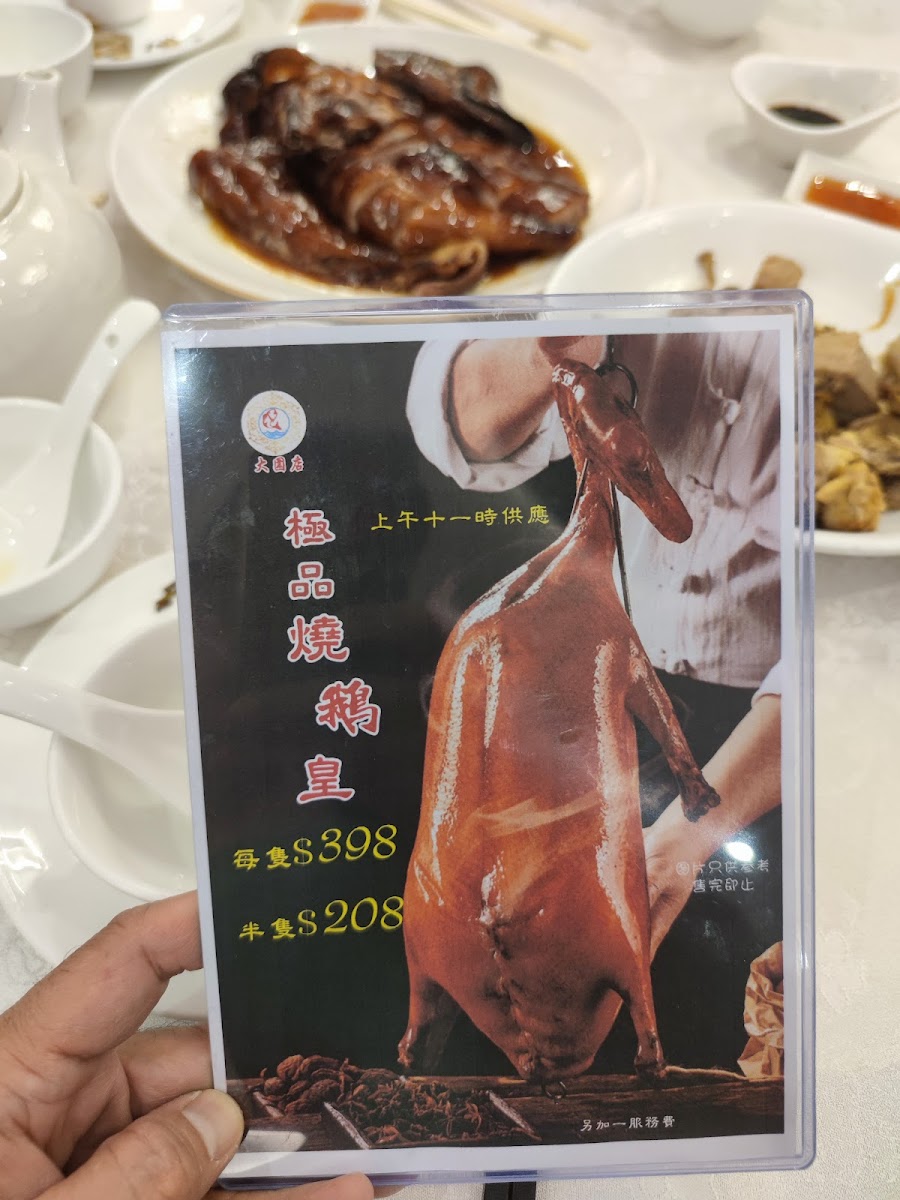 大圍店
上午十一時供應
極品燒鵝皇
每隻$398
半隻$208
圖片只供參考
售完即止
另加一服務費